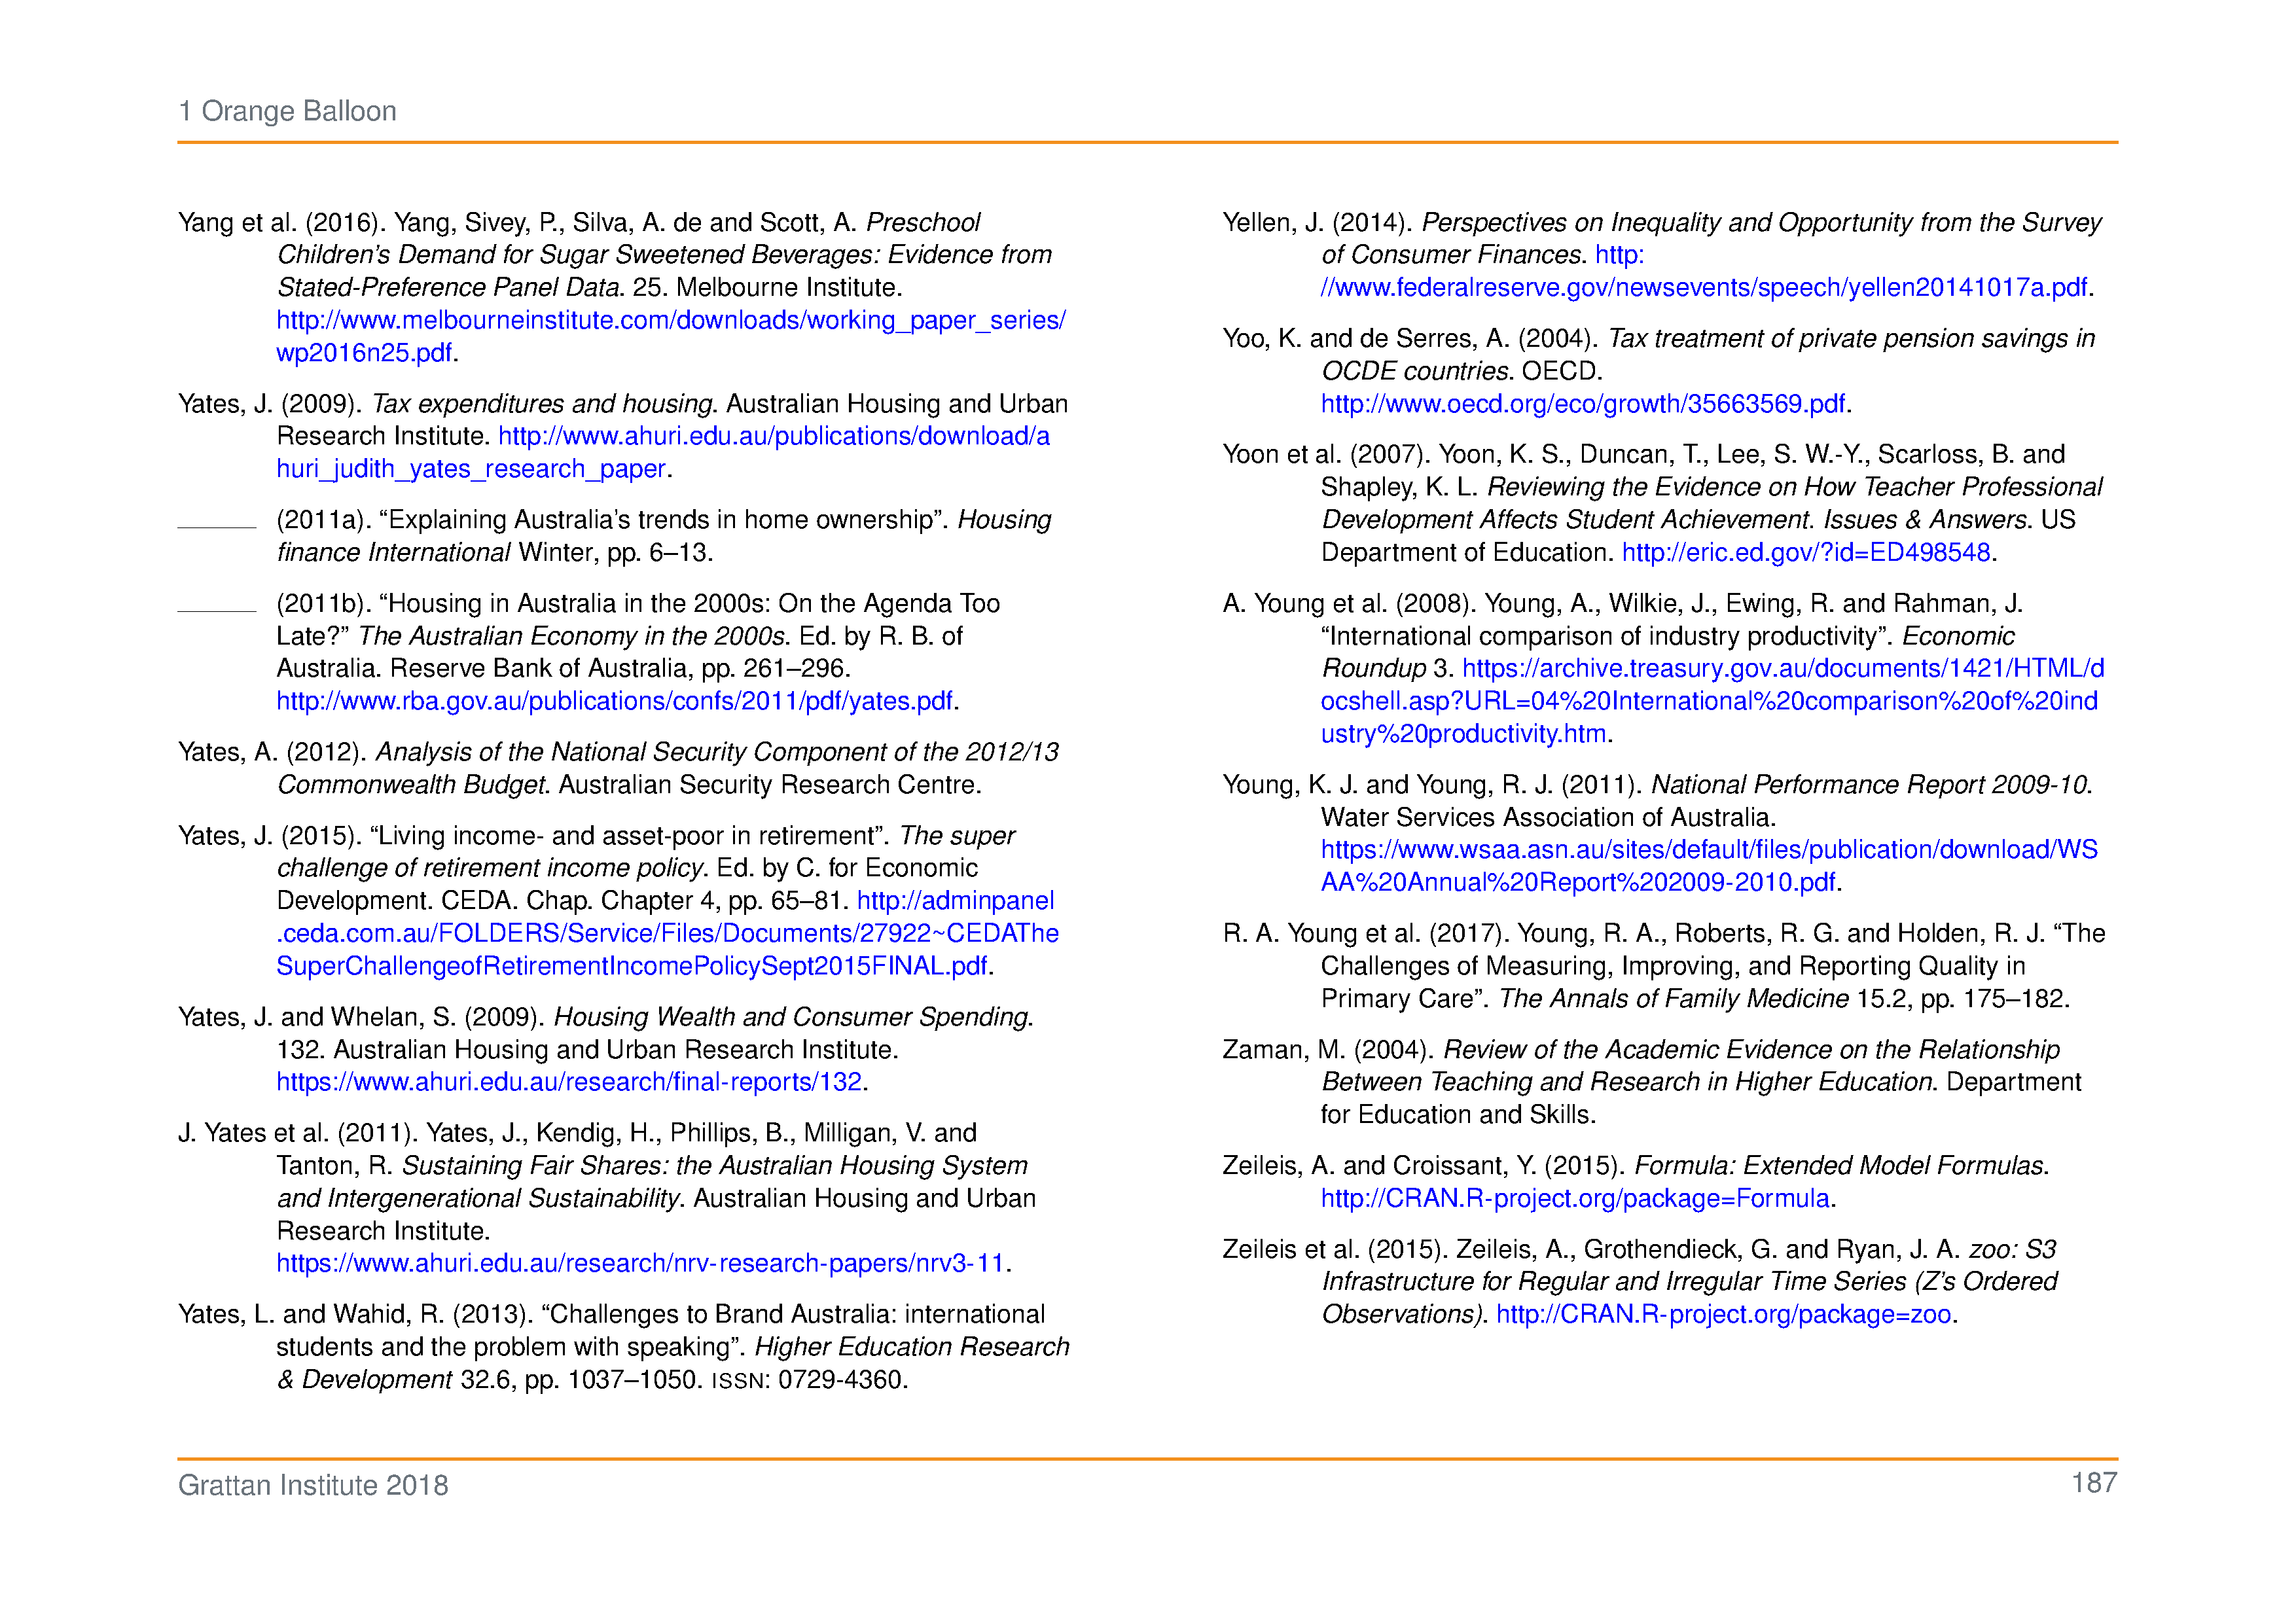 1 Orange Balloon
Yang et al. (2016). Yang, Sivey, P., Silva, A. de and Scott, A. Preschool
Children’s Demand for Sugar Sweetened Beverages: Evidence from
Stated-Preference Panel Data. 25. Melbourne Institute.
http://www.melbourneinstitute.com/downloads/working_paper_series/
wp2016n25.pdf.
Yates, J. (2009). Tax expenditures and housing. Australian Housing and Urban
Research Institute. http://www.ahuri.edu.au/publications/download/a
huri_judith_yates_research_paper.
(2011a). “Explaining Australia’s trends in home ownership”. Housing
finance International Winter, pp. 6–13.
(2011b). “Housing in Australia in the 2000s: On the Agenda Too
Late?” The Australian Economy in the 2000s. Ed. by R. B. of
Australia. Reserve Bank of Australia, pp. 261–296.
http://www.rba.gov.au/publications/confs/2011/pdf/yates.pdf.
Yates, A. (2012). Analysis of the National Security Component of the 2012/13
Commonwealth Budget. Australian Security Research Centre.
Yates, J. (2015). “Living income- and asset-poor in retirement”. The super
challenge of retirement income policy. Ed. by C. for Economic
Development. CEDA. Chap. Chapter 4, pp. 65–81. http://adminpanel
.ceda.com.au/FOLDERS/Service/Files/Documents/27922~CEDAThe
SuperChallengeofRetirementIncomePolicySept2015FINAL.pdf.
Yates, J. and Whelan, S. (2009). Housing Wealth and Consumer Spending.
132. Australian Housing and Urban Research Institute.
https://www.ahuri.edu.au/research/final-reports/132.
J. Yates et al. (2011). Yates, J., Kendig, H., Phillips, B., Milligan, V. and
Tanton, R. Sustaining Fair Shares: the Australian Housing System
and Intergenerational Sustainability. Australian Housing and Urban
Research Institute.
https://www.ahuri.edu.au/research/nrv-research-papers/nrv3-11.
Yates, L. and Wahid, R. (2013). “Challenges to Brand Australia: international
students and the problem with speaking”. Higher Education Research
& Development 32.6, pp. 1037–1050. ISSN: 0729-4360.
Yellen, J. (2014). Perspectives on Inequality and Opportunity from the Survey
of Consumer Finances. http:
//www.federalreserve.gov/newsevents/speech/yellen20141017a.pdf.
Yoo, K. and de Serres, A. (2004). Tax treatment of private pension savings in
OCDE countries. OECD.
http://www.oecd.org/eco/growth/35663569.pdf.
Yoon et al. (2007). Yoon, K. S., Duncan, T., Lee, S. W.-Y., Scarloss, B. and
Shapley, K. L. Reviewing the Evidence on How Teacher Professional
Development Affects Student Achievement. Issues & Answers. US
Department of Education. http://eric.ed.gov/?id=ED498548.
A. Young et al. (2008). Young, A., Wilkie, J., Ewing, R. and Rahman, J.
“International comparison of industry productivity”. Economic
Roundup 3. https://archive.treasury.gov.au/documents/1421/HTML/d
ocshell.asp?URL=04%20International%20comparison%20of%20ind
ustry%20productivity.htm.
Young, K. J. and Young, R. J. (2011). National Performance Report 2009-10.
Water Services Association of Australia.
https://www.wsaa.asn.au/sites/default/files/publication/download/WS
AA%20Annual%20Report%202009-2010.pdf.
R. A. Young et al. (2017). Young, R. A., Roberts, R. G. and Holden, R. J. “The
Challenges of Measuring, Improving, and Reporting Quality in
Primary Care”. The Annals of Family Medicine 15.2, pp. 175–182.
Zaman, M. (2004). Review of the Academic Evidence on the Relationship
Between Teaching and Research in Higher Education. Department
for Education and Skills.
Zeileis, A. and Croissant, Y. (2015). Formula: Extended Model Formulas.
http://CRAN.R-project.org/package=Formula.
Zeileis et al. (2015). Zeileis, A., Grothendieck, G. and Ryan, J. A. zoo: S3
Infrastructure for Regular and Irregular Time Series (Z’s Ordered
Observations). http://CRAN.R-project.org/package=zoo.
Grattan Institute 2018
187